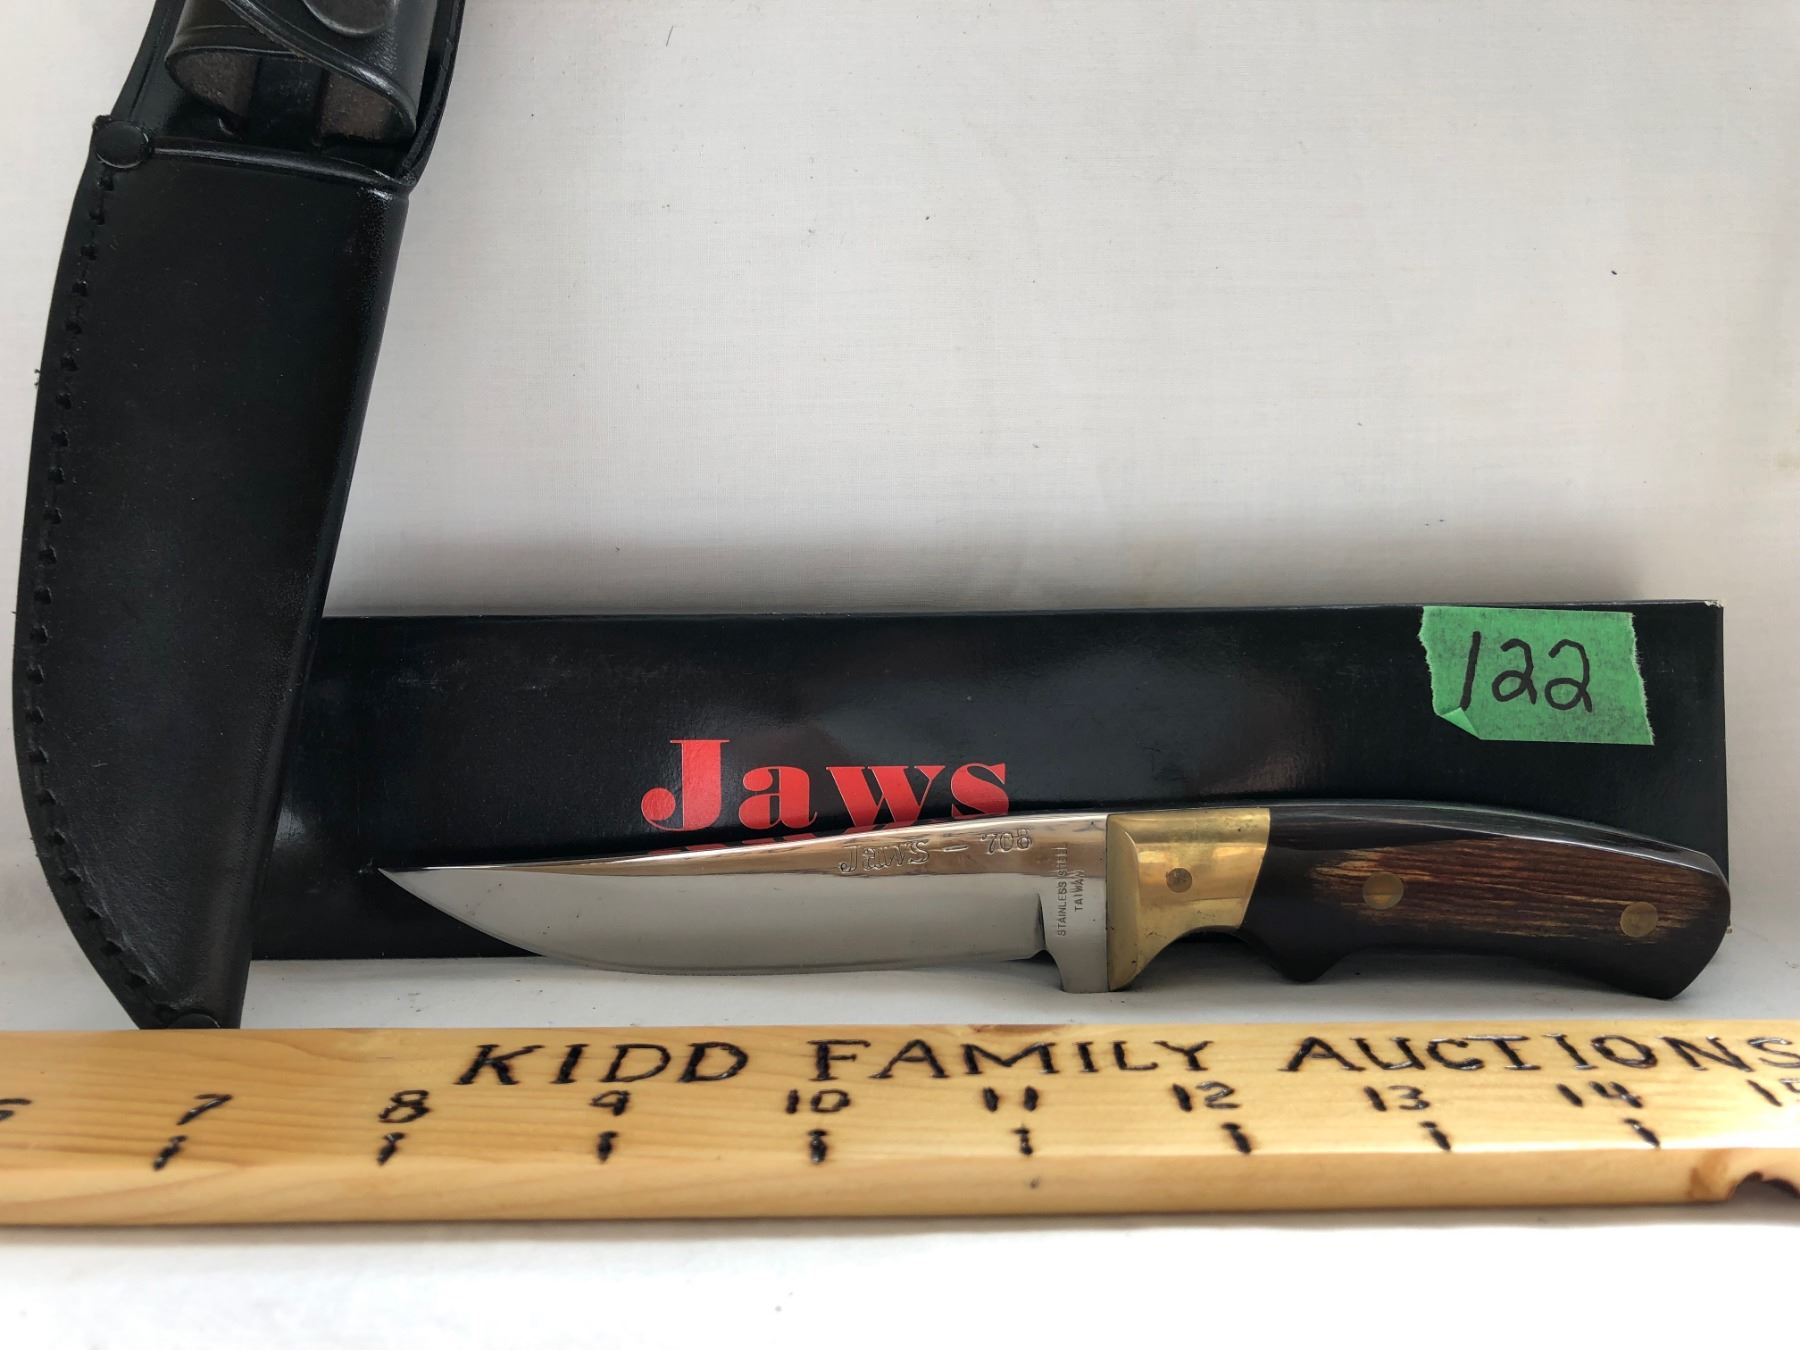 122
Jaws
Jaws - 708
STAINLESS STEEL
TAIWAN
KIDD FAMILY AUCTIONS
7 8 9 10 11 12 13 14